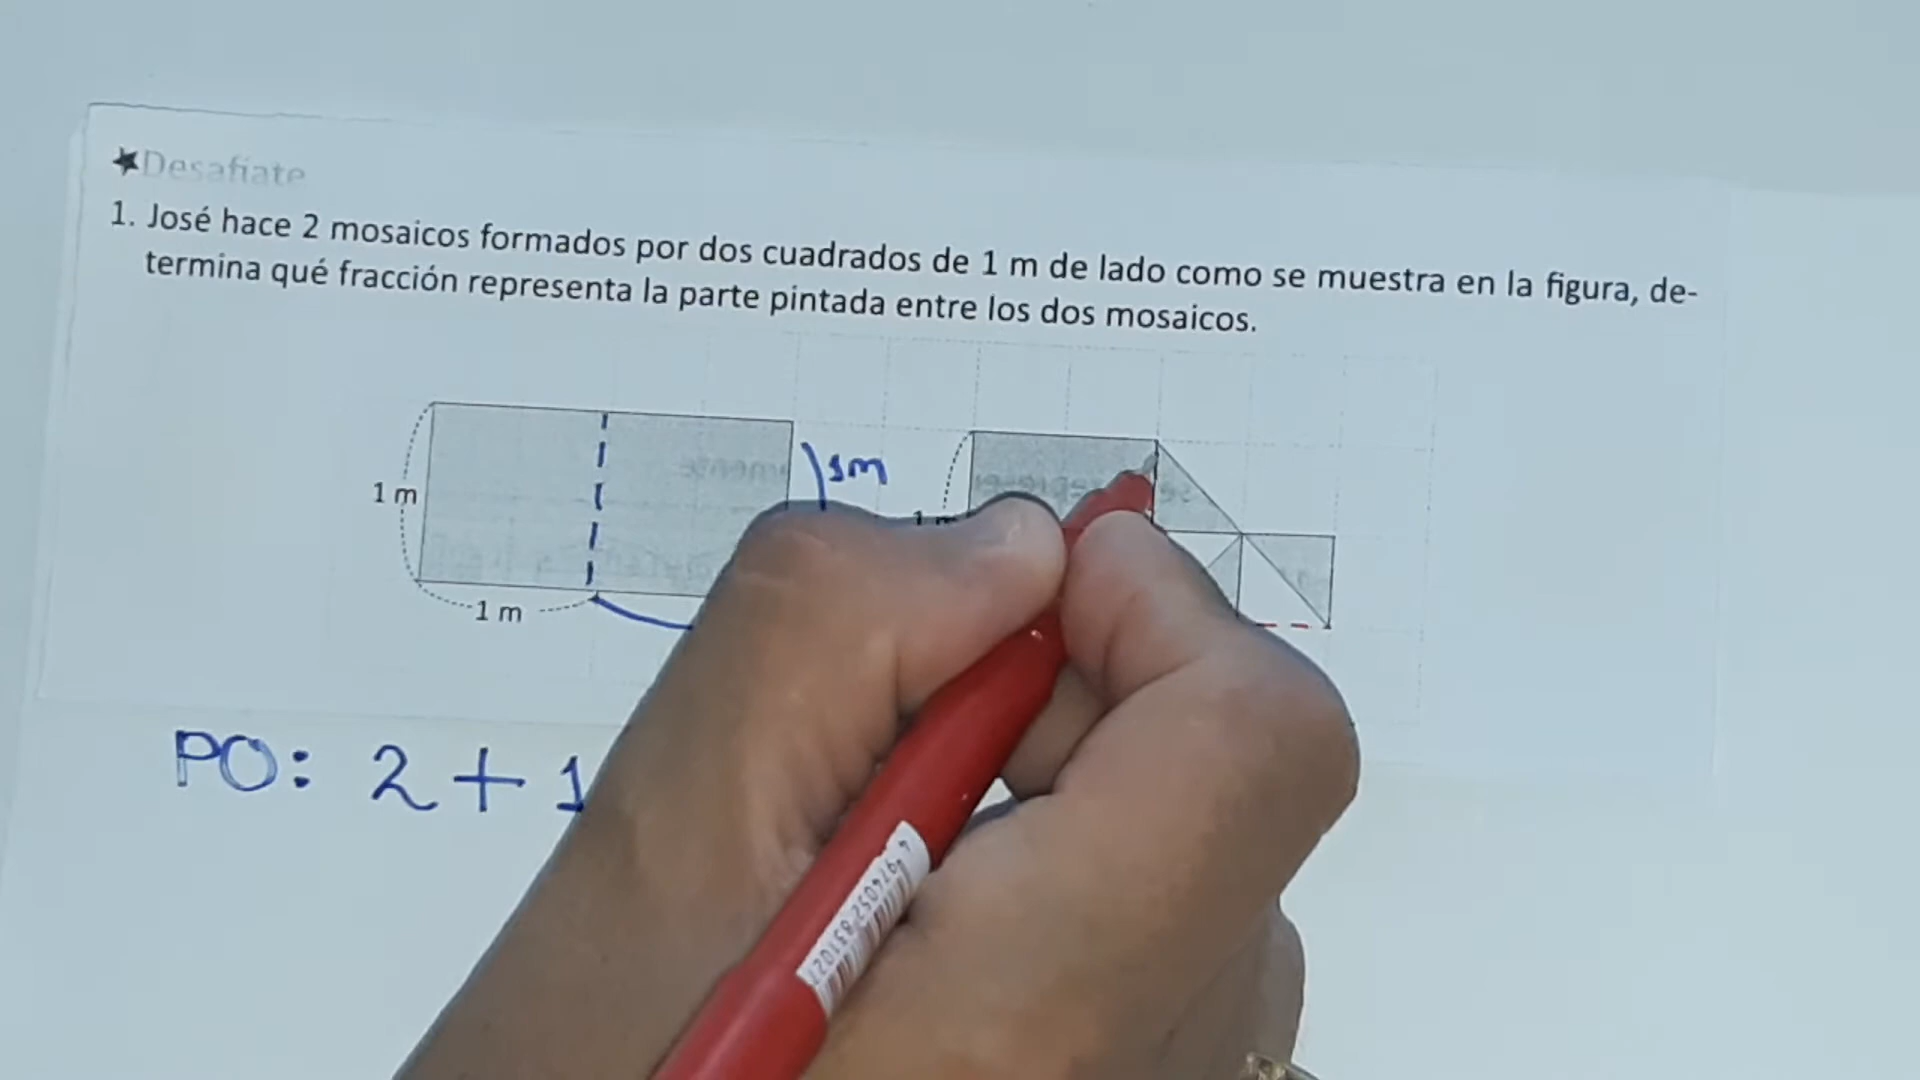 ★Desafíate
1. José hace 2 mosaicos formados por dos cuadrados de 1 m de lado como se muestra en la figura, de-
termina qué fracción representa la parte pintada entre los dos mosaicos.
1m
1 m
1 m
PO: 2 + 1